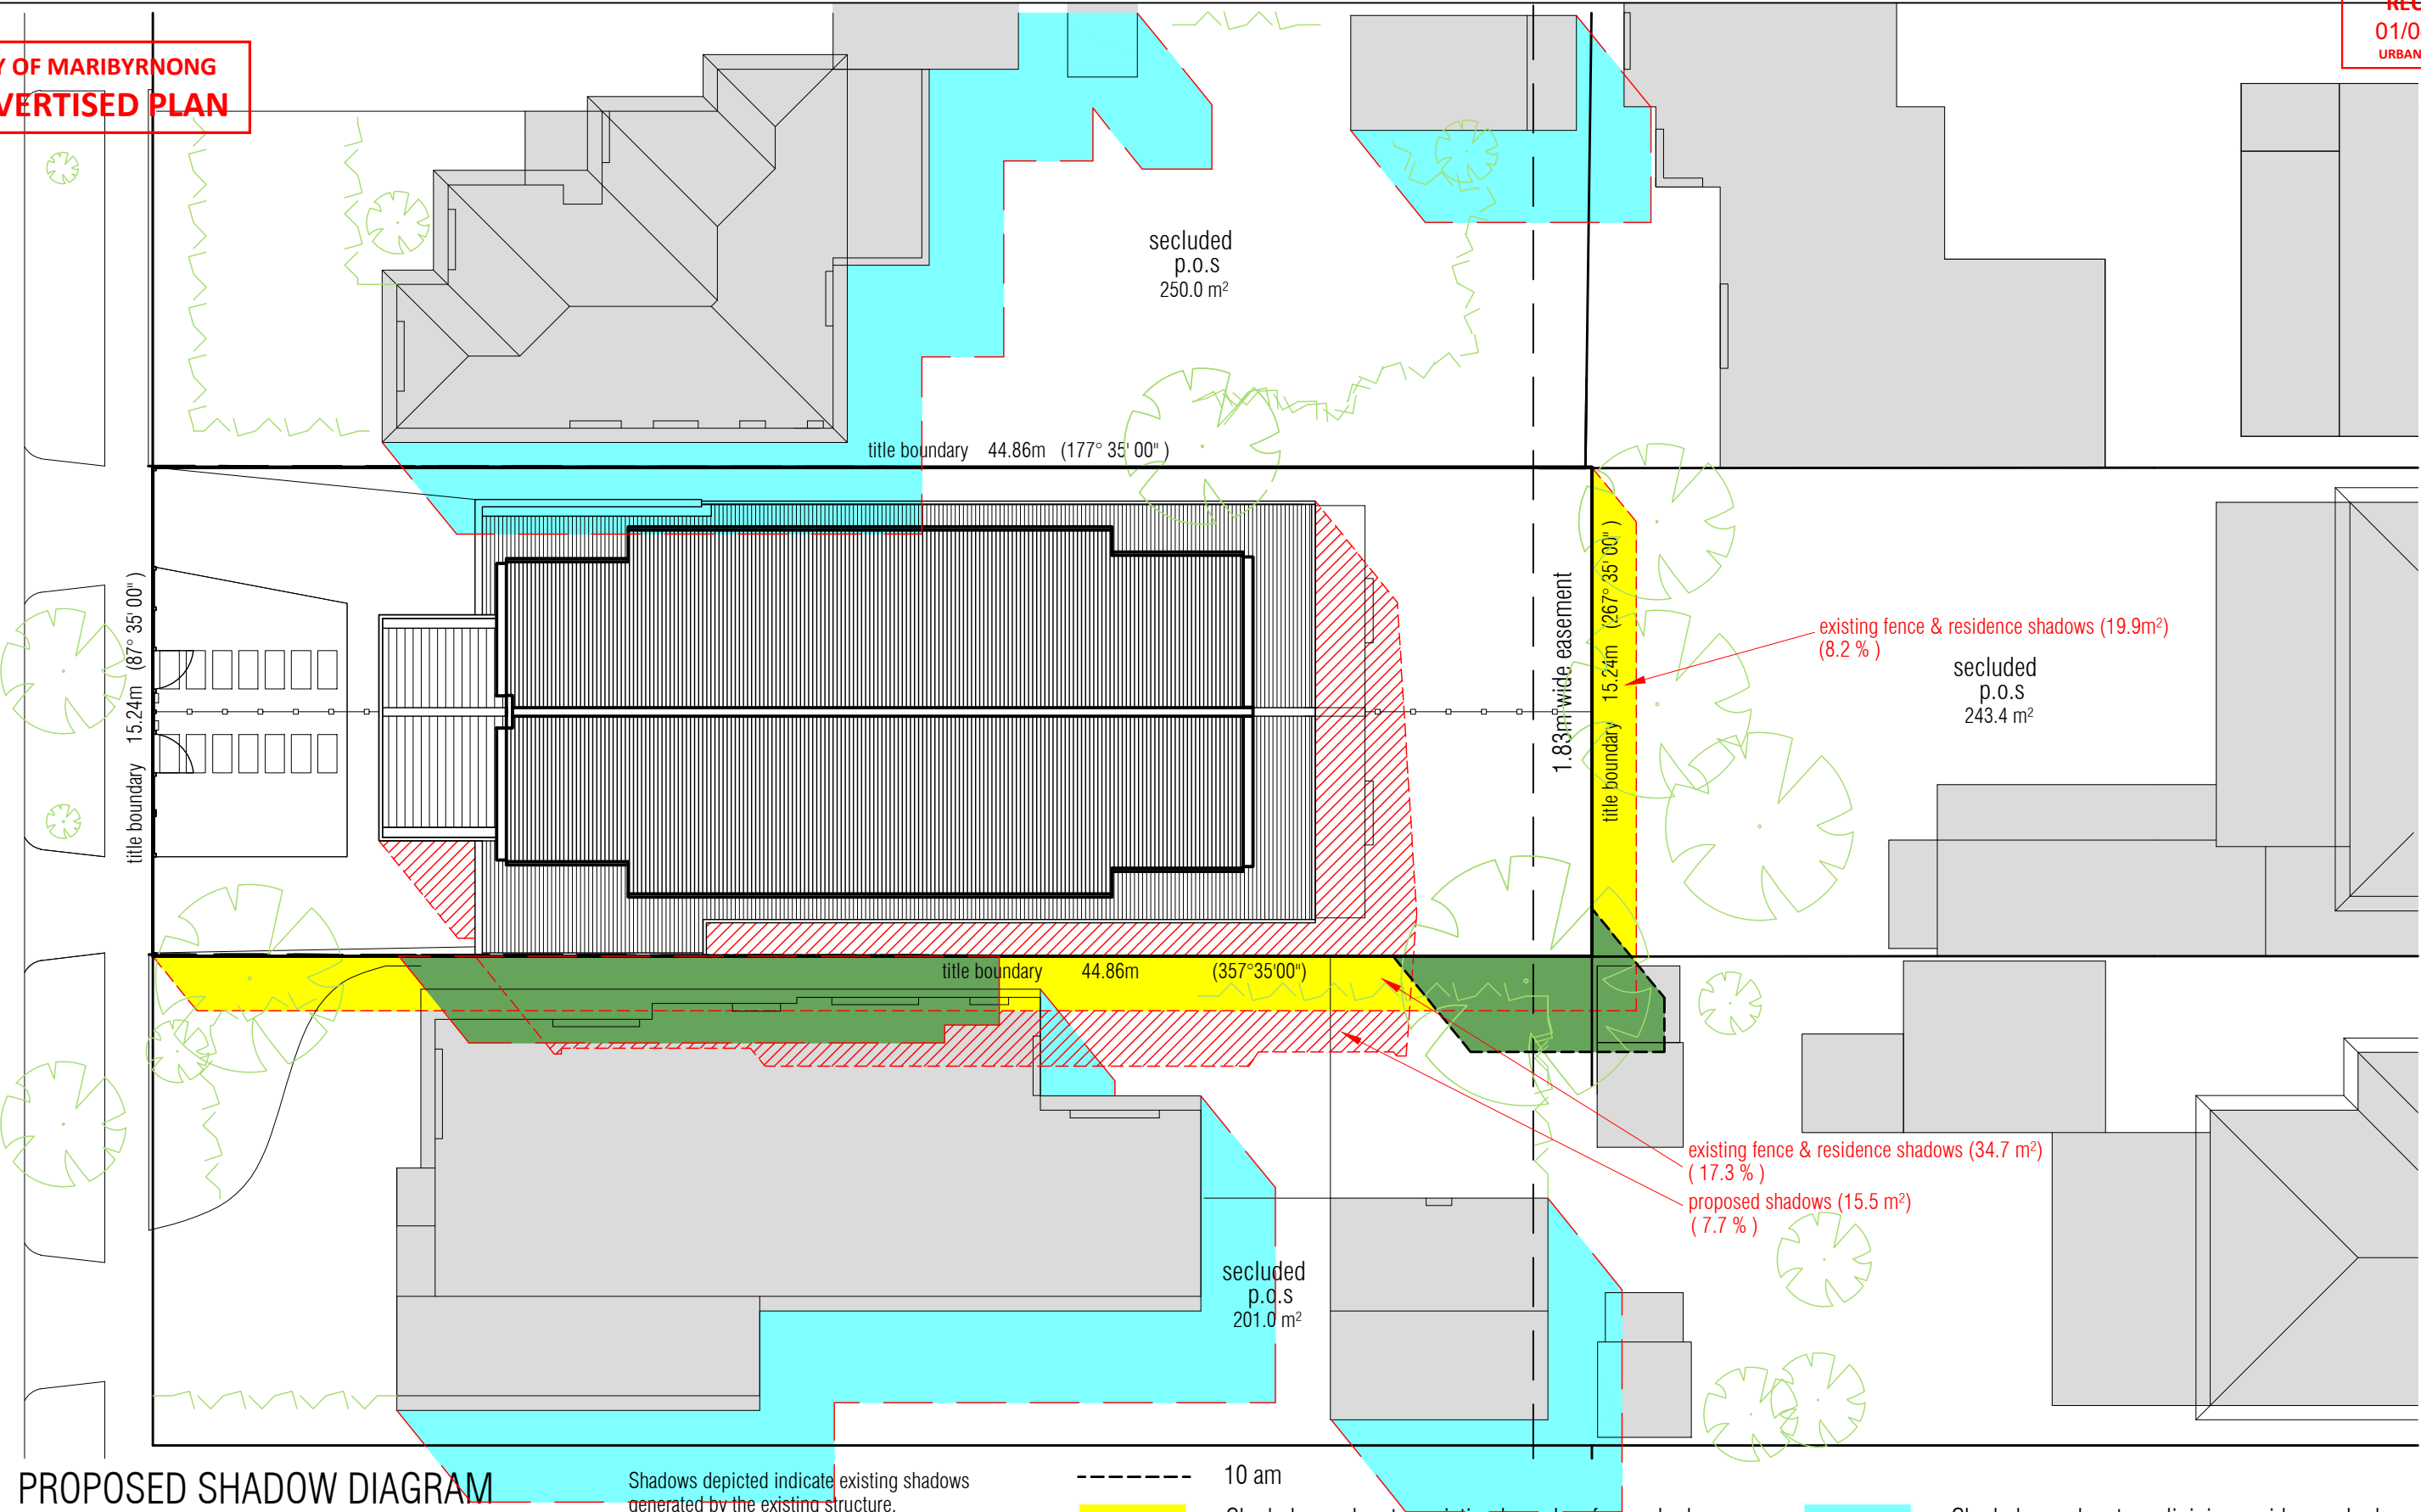 Y OF MARIBYRNONG
VERTISED PLAN
01/0
URBAN
secluded
p.o.s
250.0 m²
title boundary 44.86m (177° 35' 00" )
title boundary 15.24m (87° 35' 00" )
1.83m wide easement
title boundary 15.24m (267° 35' 00" )
existing fence & residence shadows (19.9m²)
(8.2 % )
secluded
p.o.s
243.4 m²
title boundary 44.86m (357°35'00")
existing fence & residence shadows (34.7 m²)
( 17.3 % )
proposed shadows (15.5 m²)
( 7.7 % )
secluded
p.o.s
201.0 m²
PROPOSED SHADOW DIAGRAM
Shadows depicted indicate existing shadows
generated by the existing structure.
10 am